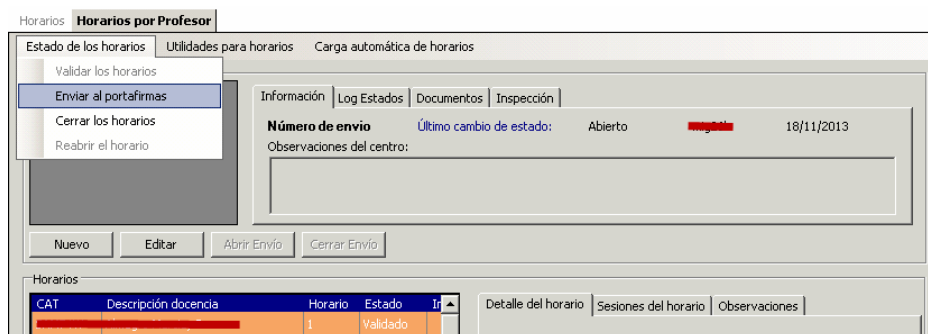 Horarios Horarios por Profesor
Estado de los horarios Utilidades para horarios Carga automática de horarios
Validar los horarios
Enviar al portafirmas
Cerrar los horarios
Reabrir el horario
Información Log Estados Documentos Inspección
Número de envio Último cambio de estado: Abierto 18/11/2013
Observaciones del centro:
Nuevo Editar Abrir Envío Cerrar Envío
Horarios
CAT Descripción docencia Horario Estado
1 Validado
Detalle del horario Sesiones del horario Observaciones